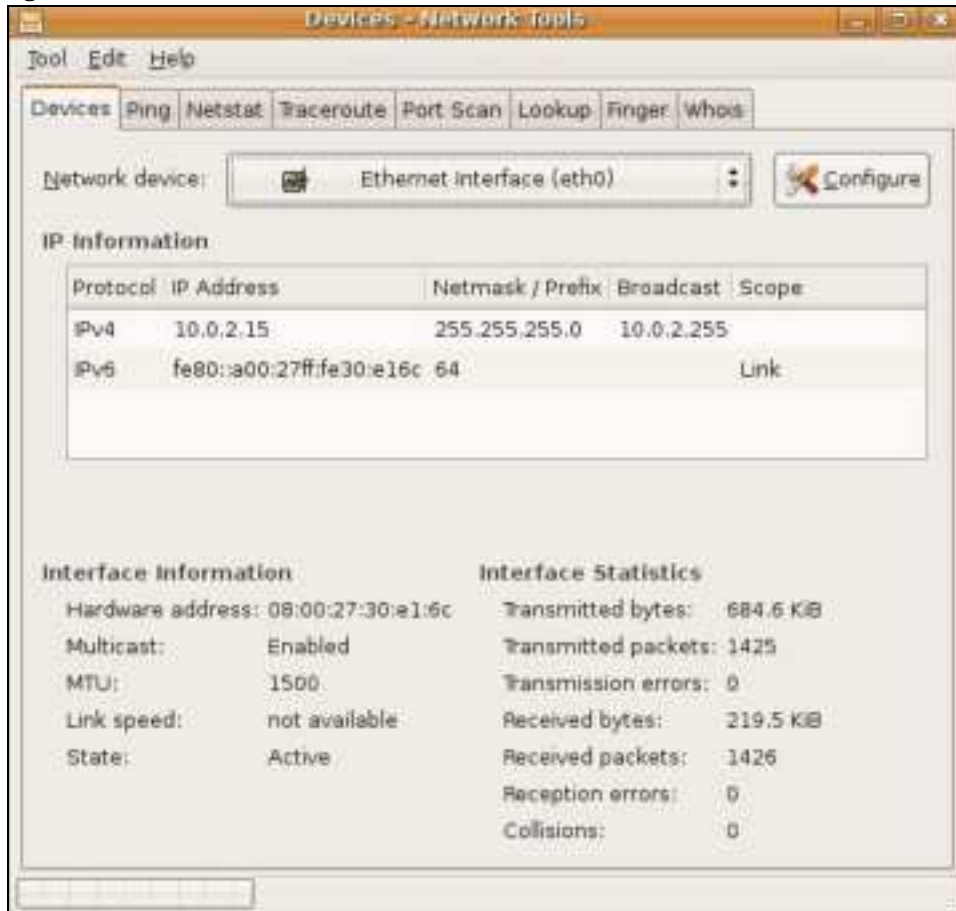 Devices - Network Tools
Tool Edit Help
Devices Ping Netstat Traceroute Port Scan Lookup Finger Whois
Network device: Ethernet Interface (eth0) Configure
IP Information
Protocol IP Address Netmask / Prefix Broadcast Scope
IPv4 10.0.2.15 255.255.255.0 10.0.2.255
IPv6 fe80::a00:27ff:fe30:e16c 64 Link
Interface Information
Hardware address: 08:00:27:30:e1:6c
Multicast: Enabled
MTU: 1500
Link speed: not available
State: Active
Interface Statistics
Transmitted bytes: 684.6 KiB
Transmitted packets: 1425
Transmission errors: 0
Received bytes: 219.5 KiB
Received packets: 1426
Reception errors: 0
Collisions: 0